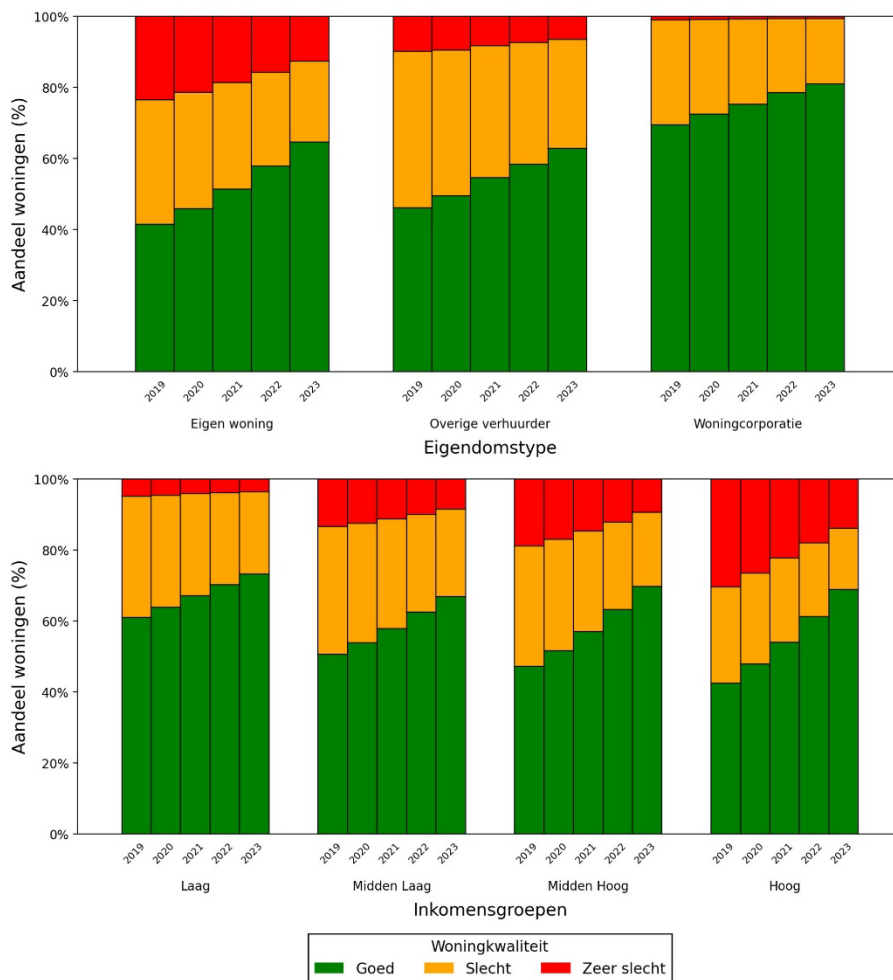 100%
80%
60%
40%
20%
0%
Aandeel woningen (%)
2019 2020 2021 2022 2023 2019 2020 2021 2022 2023 2019 2020 2021 2022 2023
Eigen woning Overige verhuurder Woningcorporatie
Eigendomstype
100%
80%
60%
40%
20%
0%
Aandeel woningen (%)
2019 2020 2021 2022 2023 2019 2020 2021 2022 2023 2019 2020 2021 2022 2023 2019 2020 2021 2022 2023
Laag Midden Laag Midden Hoog Hoog
Inkomensgroepen
Woningkwaliteit
Goed Slecht Zeer slecht